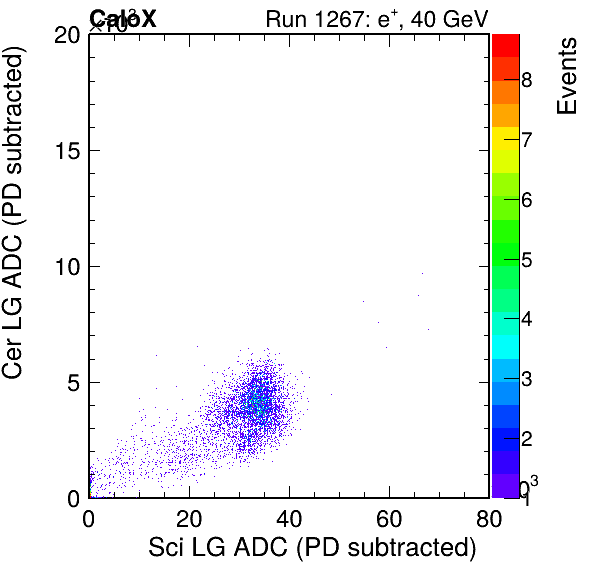 CaloX
×10³
Run 1267: e⁺, 40 GeV
Events
Cer LG ADC (PD subtracted)
20
15
10
5
0
8
7
6
5
4
3
2
1
0 20 40 60 80
Sci LG ADC (PD subtracted)